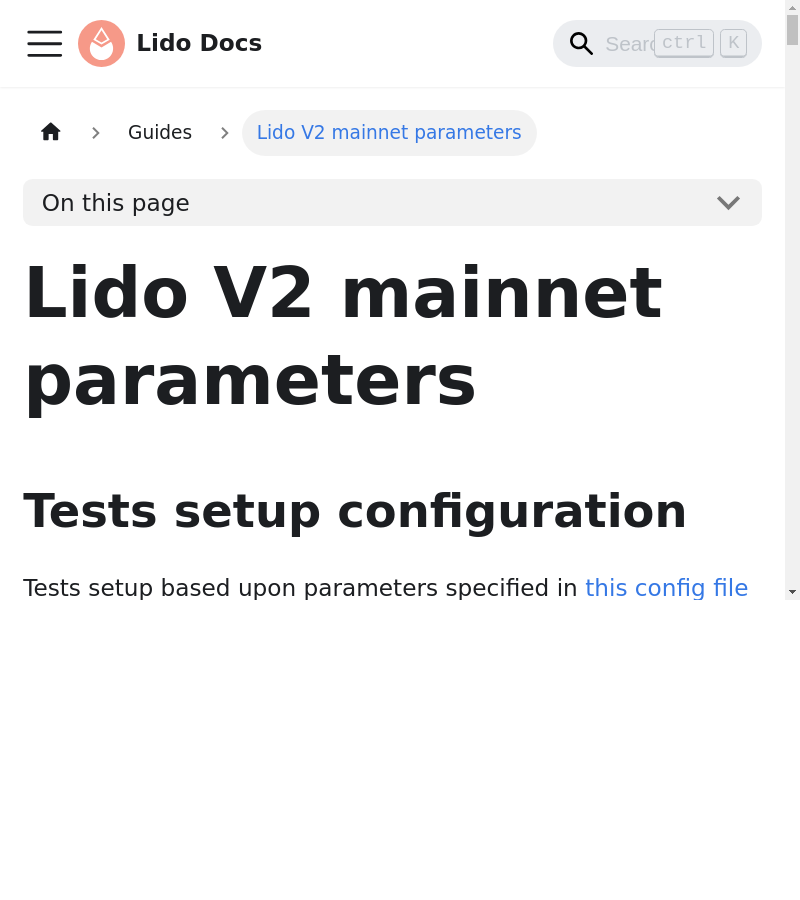 Lido Docs
Search ctrl K
Guides
Lido V2 mainnet parameters
On this page
Lido V2 mainnet
parameters
Tests setup configuration
Tests setup based upon parameters specified in this config file